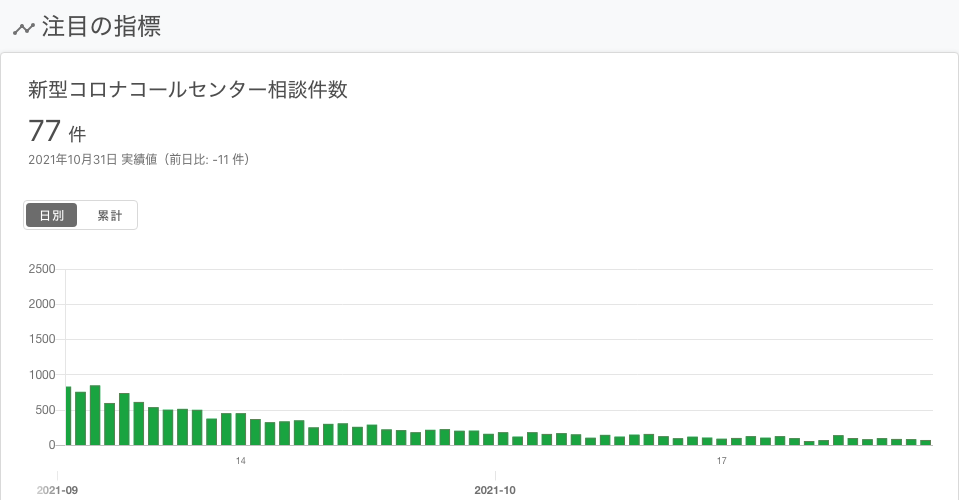 注目の指標
新型コロナコールセンター相談件数
77 件
2021年10月31日 実績値（前日比: -11 件）
日別 累計
2500
2000
1500
1000
500
0
14 17
2021-09 2021-10